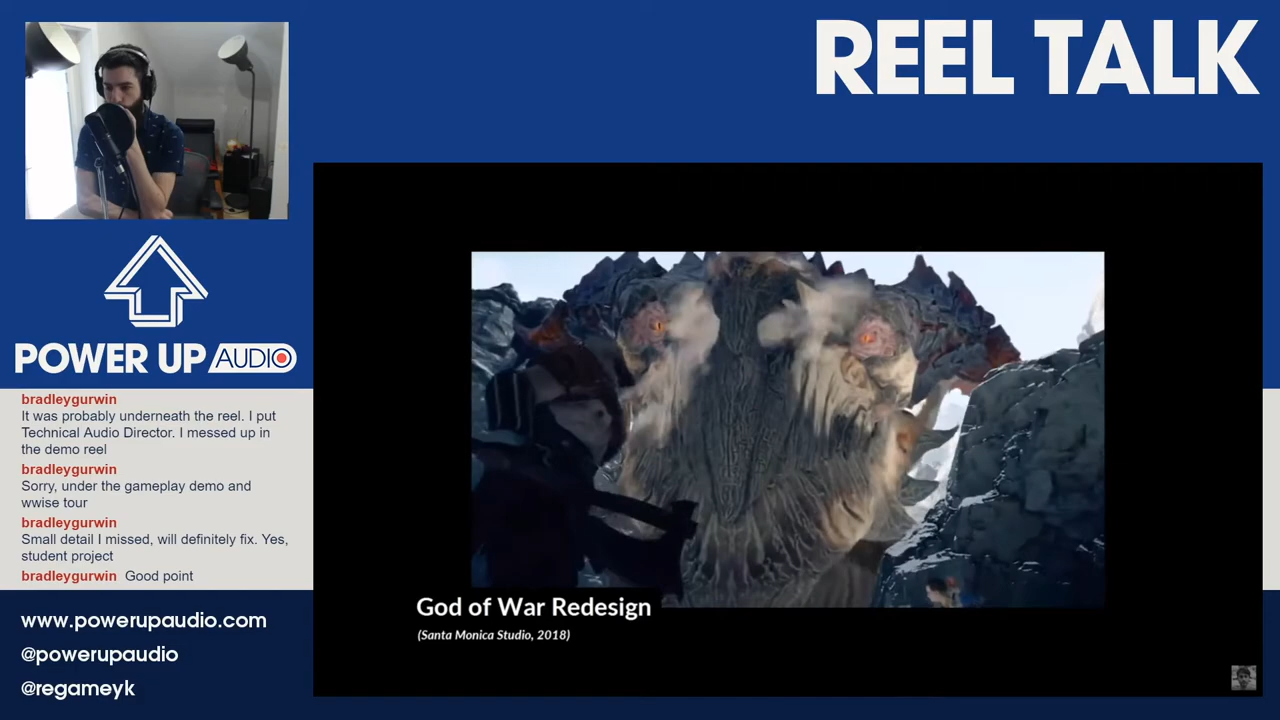 REEL TALK
POWER UP AUDIO
bradleygurwin
It was probably underneath the reel. I put
Technical Audio Director. I messed up in
the demo reel
bradleygurwin
Sorry, under the gameplay demo and
wwise tour
bradleygurwin
Small detail I missed, will definitely fix. Yes,
student project
bradleygurwin Good point
www.powerupaudio.com
@powerupaudio
@regameyk
God of War Redesign
(Santa Monica Studio, 2018)